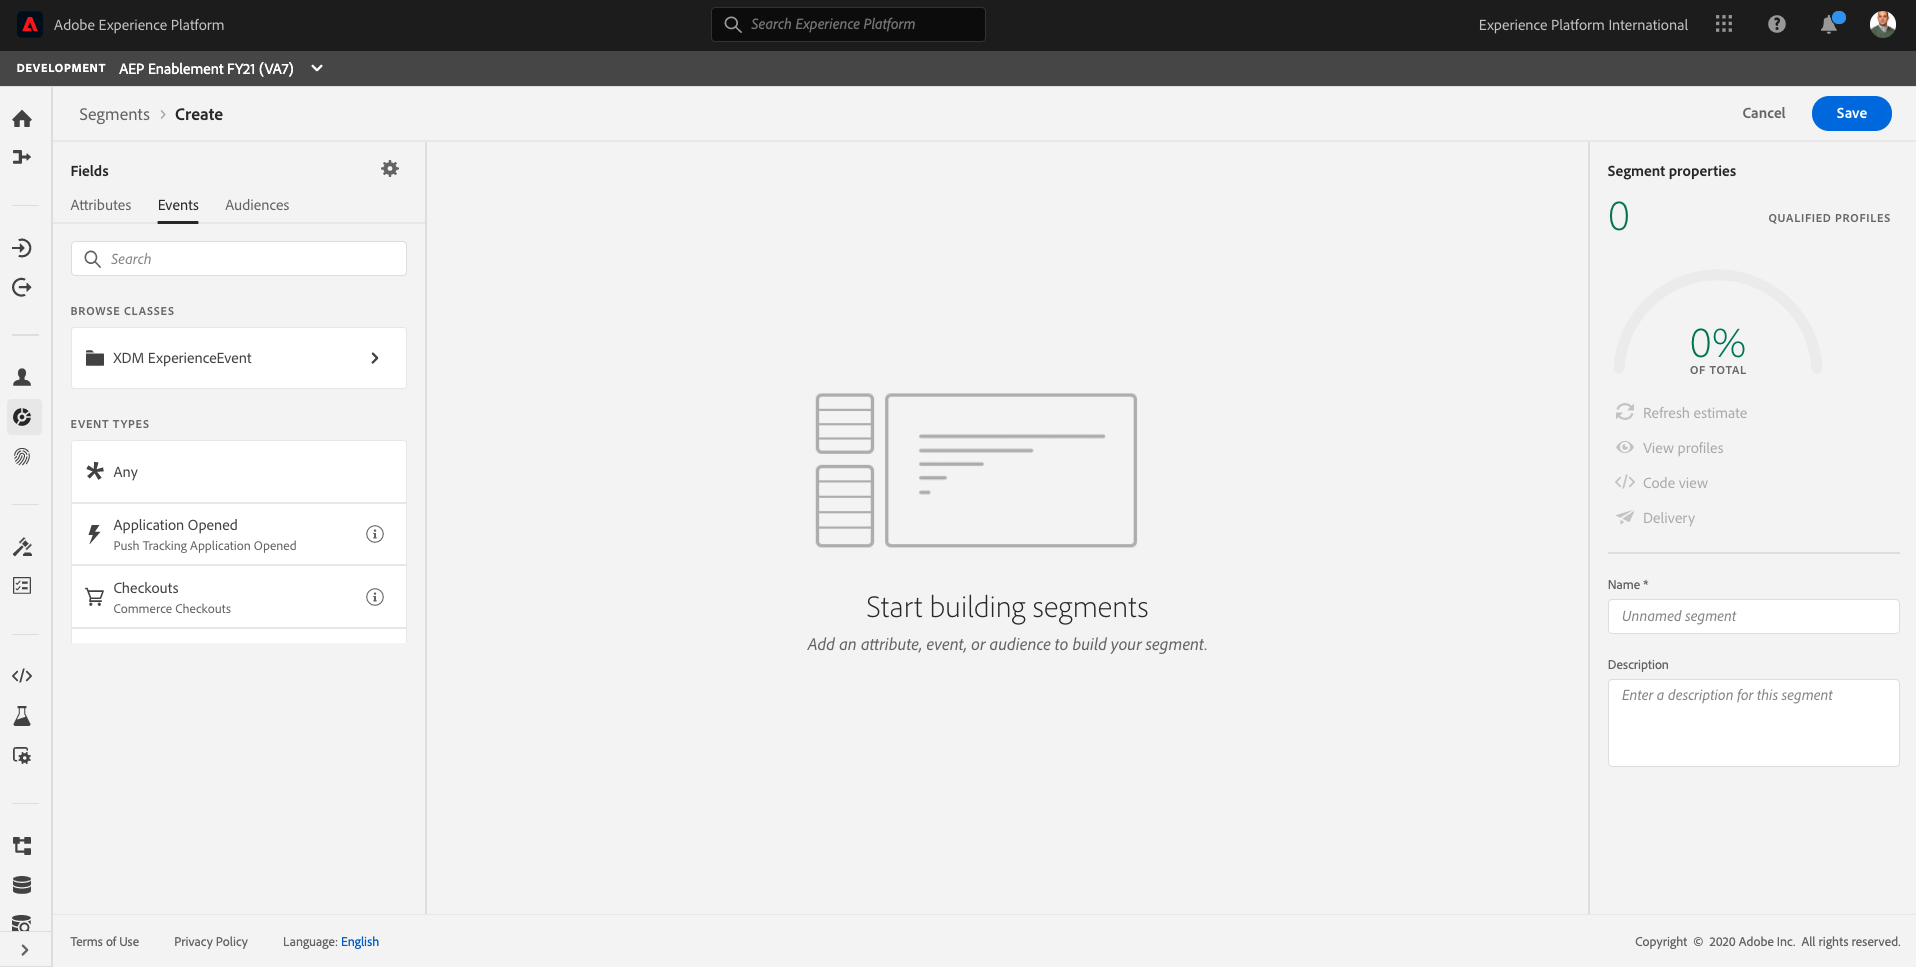 Adobe Experience Platform
Search Experience Platform
Experience Platform International
DEVELOPMENT AEP Enablement FY21 (VA7)
Segments > Create
Cancel
Save
Fields
Attributes Events Audiences
Search
BROWSE CLASSES
XDM ExperienceEvent
EVENT TYPES
Any
Application Opened
Push Tracking Application Opened
Checkouts
Commerce Checkouts
Start building segments
Add an attribute, event, or audience to build your segment.
Segment properties
0 QUALIFIED PROFILES
0%
OF TOTAL
Refresh estimate
View profiles
Code view
Delivery
Name *
Unnamed segment
Description
Enter a description for this segment
Terms of Use Privacy Policy Language: English
Copyright © 2020 Adobe Inc. All rights reserved.